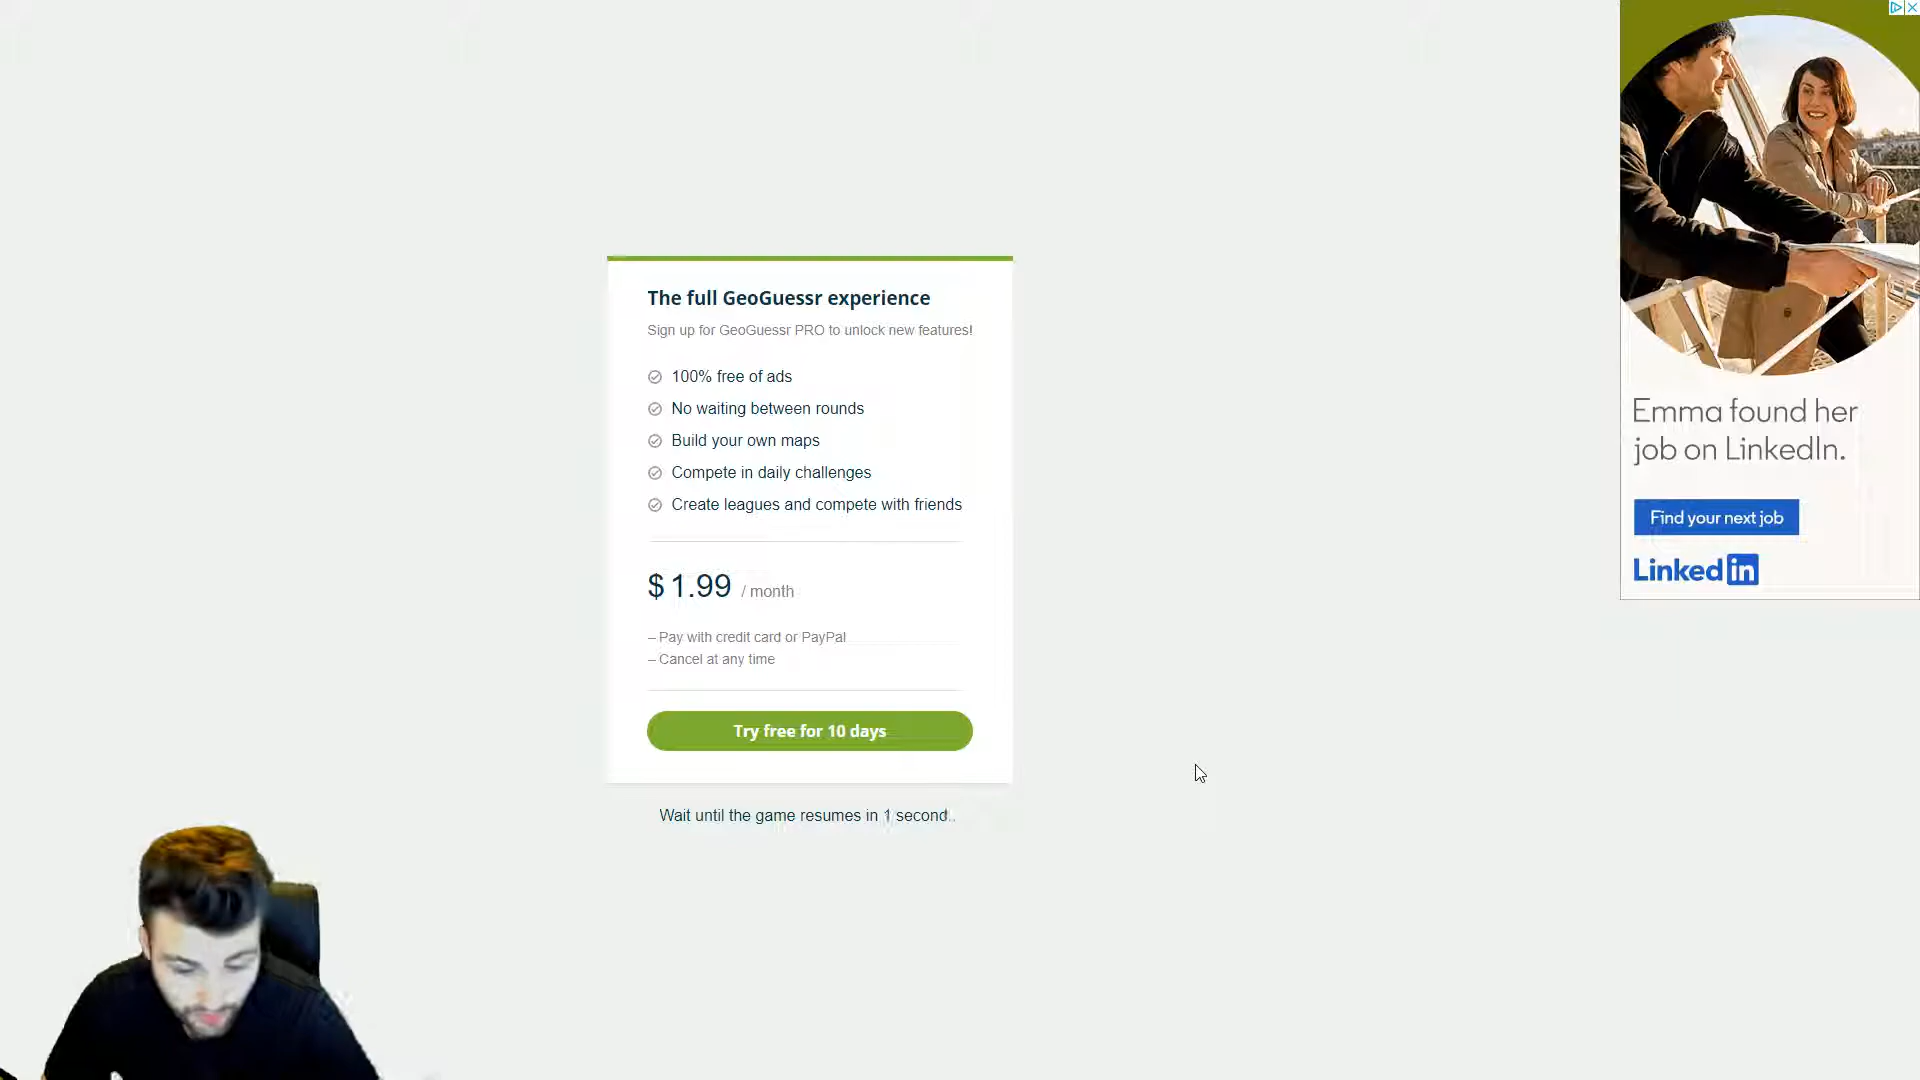 The full GeoGuessr experience
Sign up for GeoGuessr PRO to unlock new features!
100% free of ads
No waiting between rounds
Build your own maps
Compete in daily challenges
Create leagues and compete with friends
$ 1.99 / month
– Pay with credit card or PayPal
– Cancel at any time
Try free for 10 days
Wait until the game resumes in 1 second..
Emma found her
job on LinkedIn.
Find your next job
LinkedIn